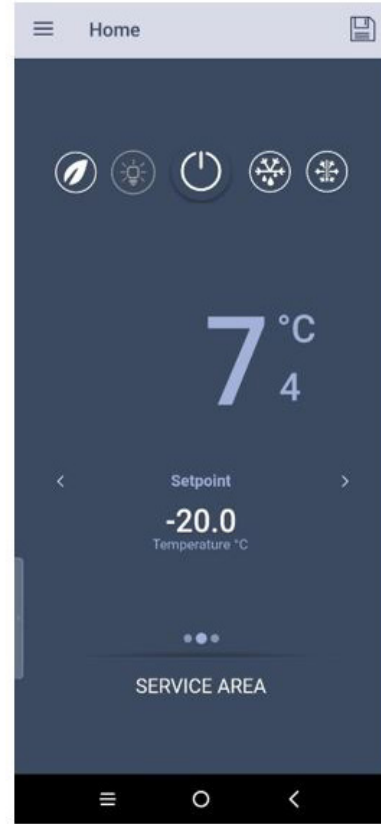 Home
7 °C
4
Setpoint
-20.0
Temperature °C
SERVICE AREA